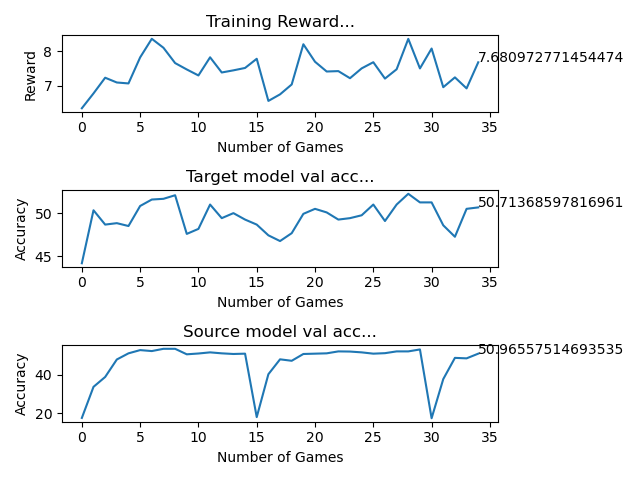 Training Reward...
8
7
Reward
7.680972771454474
0 5 10 15 20 25 30 35
Number of Games
Target model val acc...
50
45
Accuracy
50.71368597816961
0 5 10 15 20 25 30 35
Number of Games
Source model val acc...
40
20
Accuracy
50.96557514693535
0 5 10 15 20 25 30 35
Number of Games